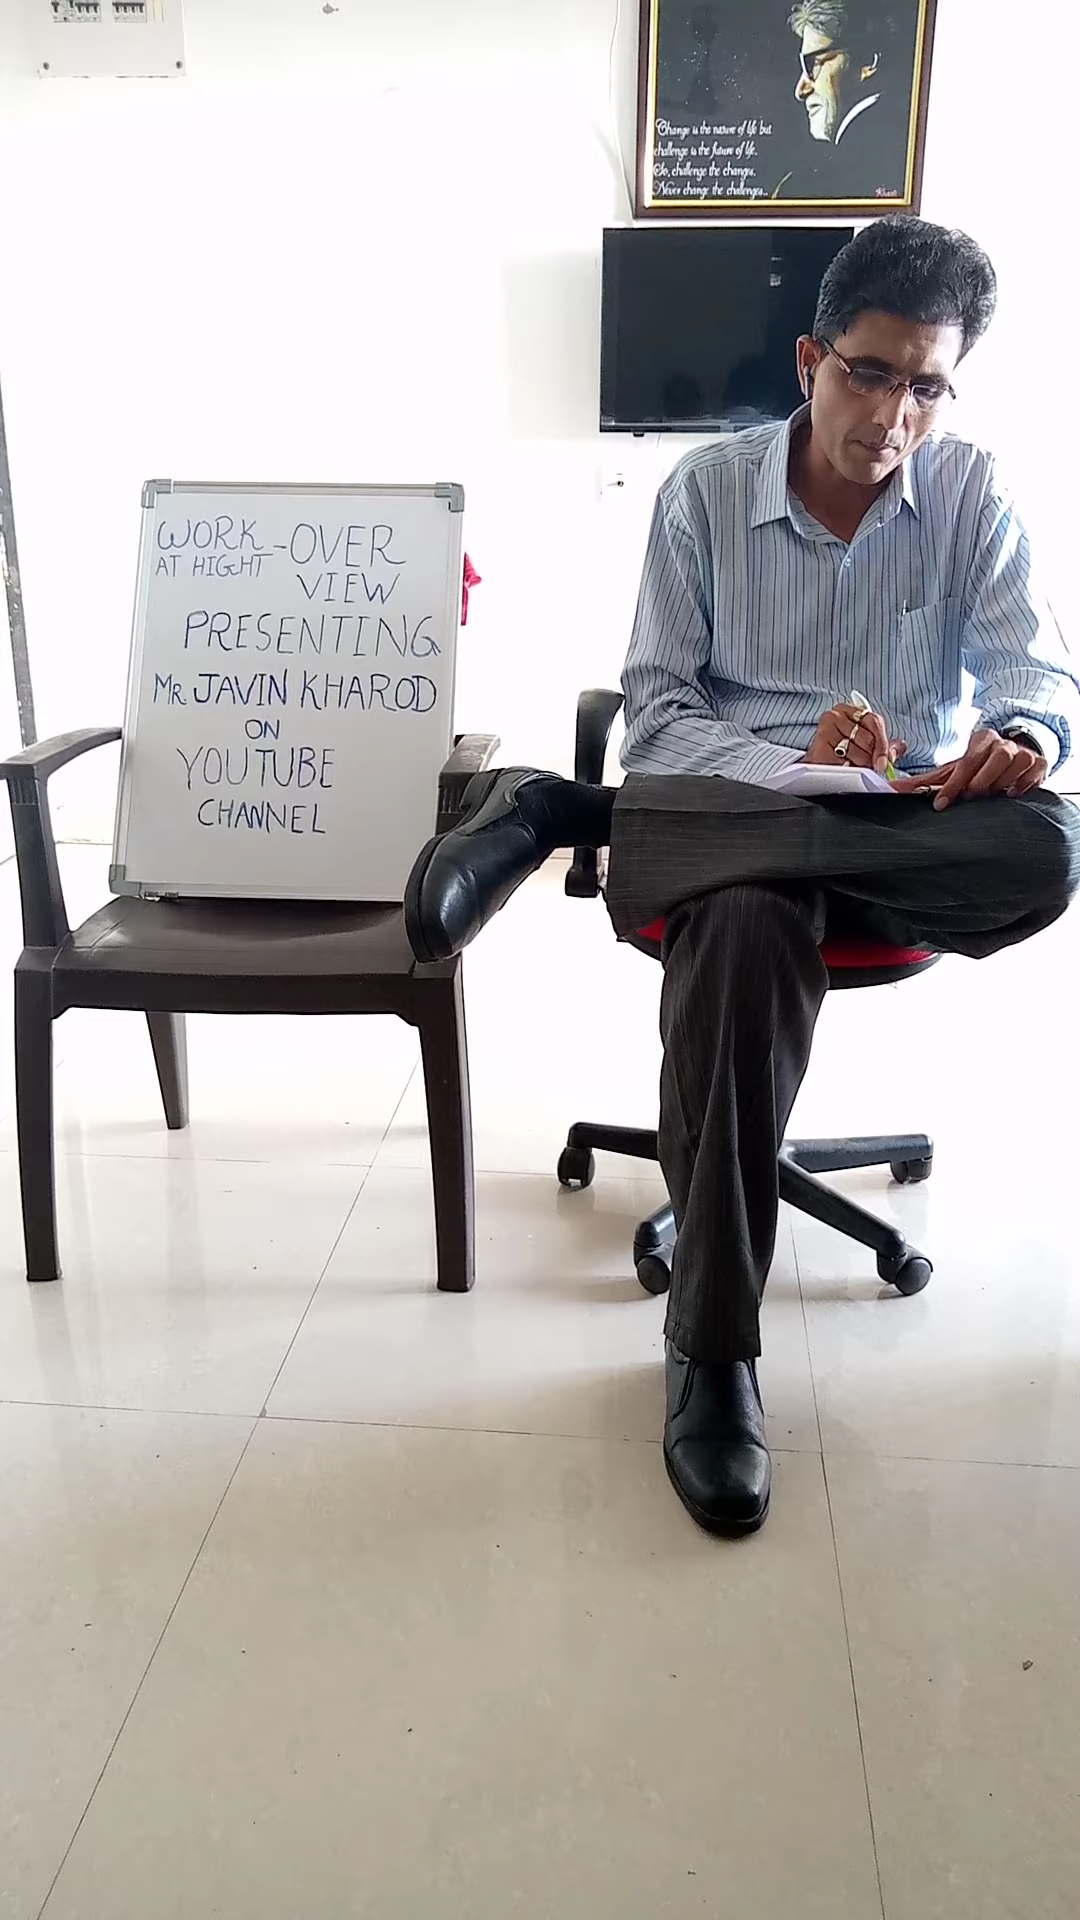 Change is the nature of life but
challenge is the future of life.
So, challenge the changes.
Never change the challenges..
WORK - OVER
AT HIGHT VIEW
PRESENTING
MR. JAVIN KHAROD
ON
YOUTUBE
CHANNEL